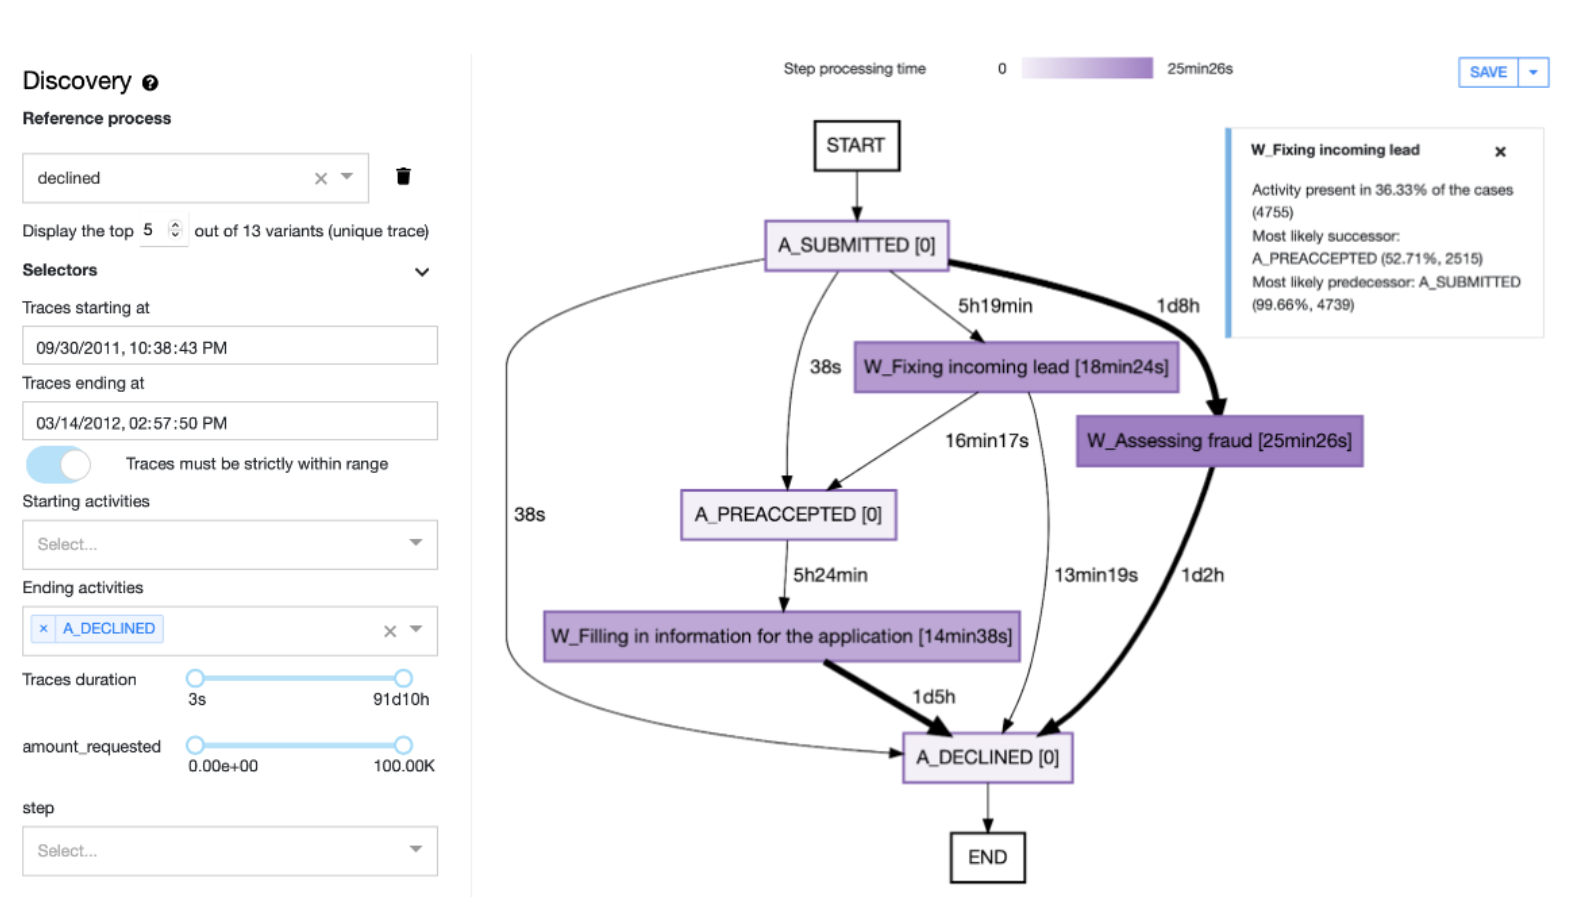 Discovery ?
Reference process
declined
Display the top 5 out of 13 variants (unique trace)
Selectors
Traces starting at
09/30/2011, 10:38:43 PM
Traces ending at
03/14/2012, 02:57:50 PM
Traces must be strictly within range
Starting activities
Select...
Ending activities
× A_DECLINED
Traces duration
3s 91d10h
amount_requested
0.00e+00 100.00K
step
Select...
Step processing time 0 25min26s
SAVE
START
A_SUBMITTED [0]
5h19min
1d8h
38s
W_Fixing incoming lead [18min24s]
16min17s
W_Assessing fraud [25min26s]
38s
A_PREACCEPTED [0]
5h24min
13min19s
1d2h
W_Filling in information for the application [14min38s]
1d5h
A_DECLINED [0]
END
W_Fixing incoming lead
Activity present in 36.33% of the cases
(4755)
Most likely successor:
A_PREACCEPTED (52.71%, 2515)
Most likely predecessor: A_SUBMITTED
(99.66%, 4739)